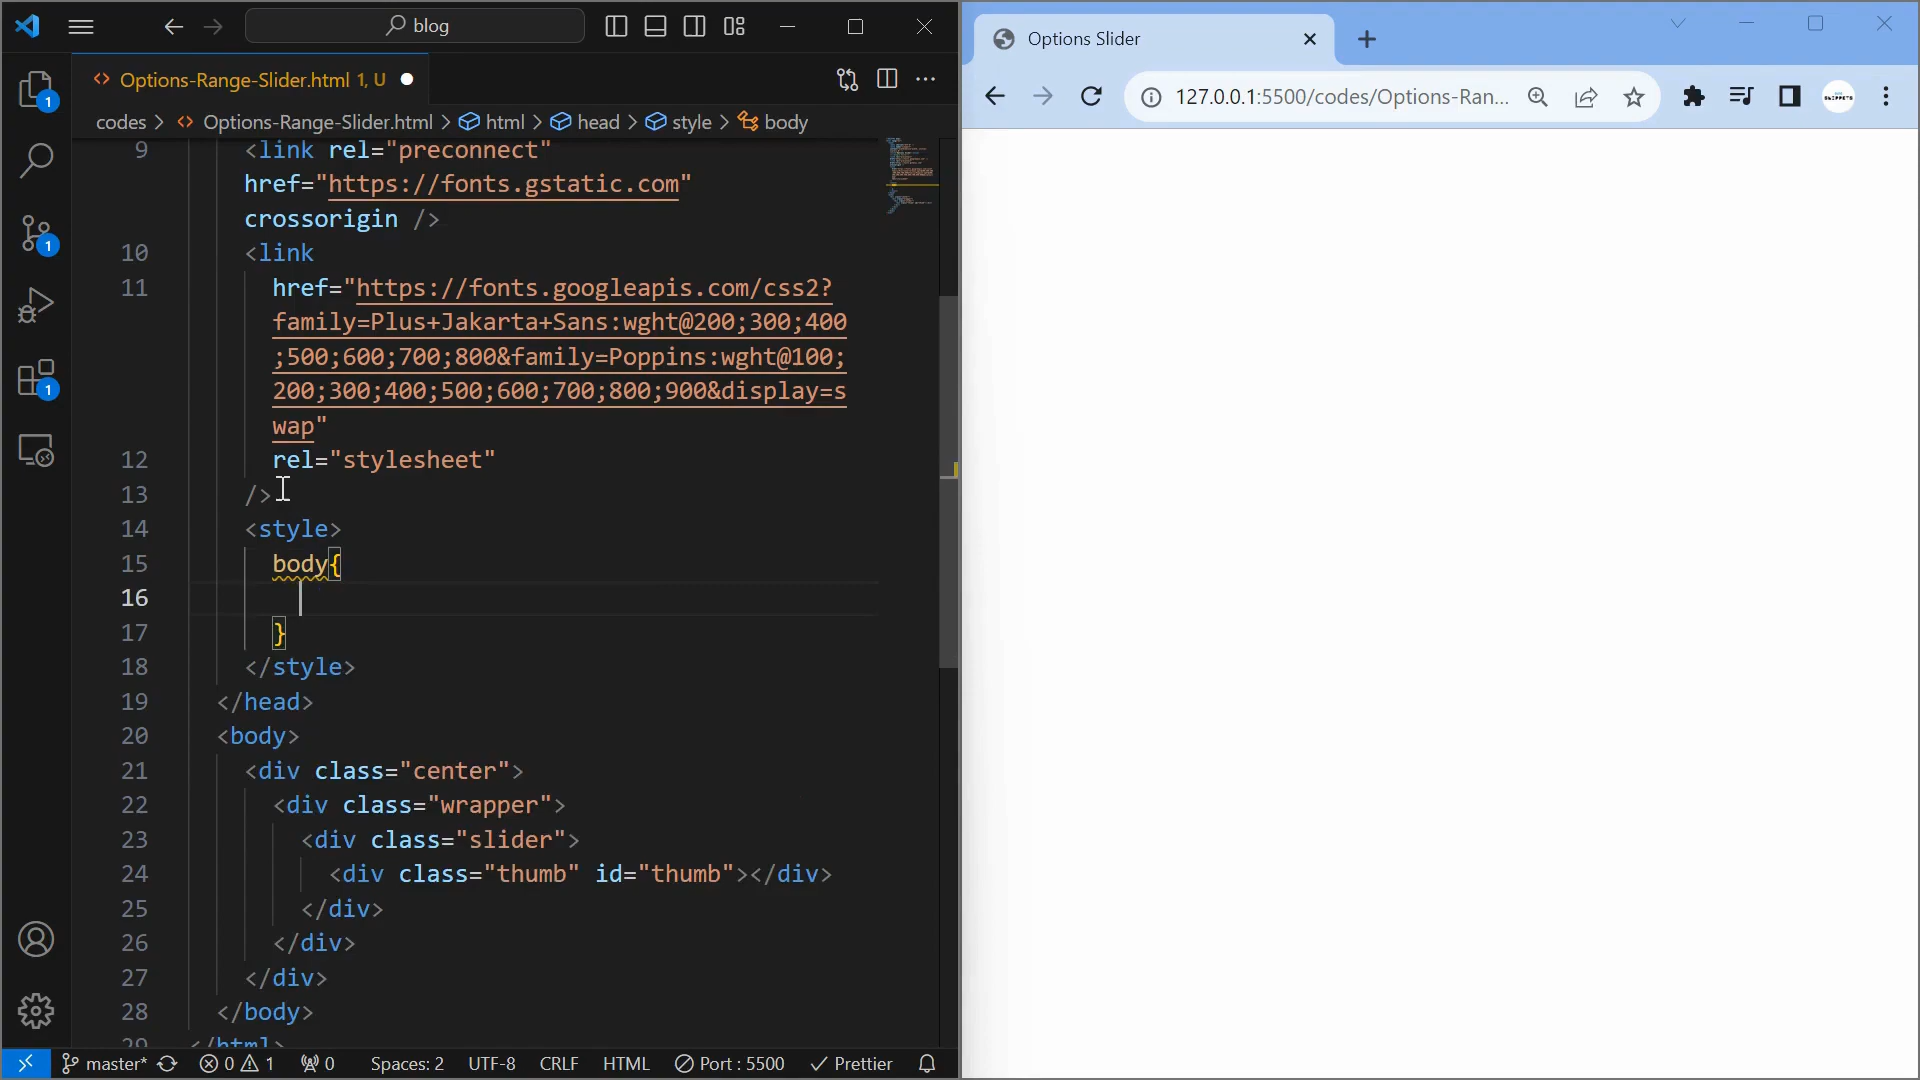 blog
Options Slider
Options-Range-Slider.html 1, U
127.0.0.1:5500/codes/Options-Ran...
codes > Options-Range-Slider.html > html > head > style > body
9 <link rel="preconnect"
href="https://fonts.gstatic.com"
crossorigin />
10 <link
11 href="https://fonts.googleapis.com/css2?
family=Plus+Jakarta+Sans:wght@200;300;400
;500;600;700;800&family=Poppins:wght@100;
200;300;400;500;600;700;800;900&display=s
wap"
12 rel="stylesheet"
13 />
14 <style>
15 body{
16
17 }
18 </style>
19 </head>
20 <body>
21 <div class="center">
22 <div class="wrapper">
23 <div class="slider">
24 <div class="thumb" id="thumb"></div>
25 </div>
26 </div>
27 </div>
28 </body>
29 </html>
1
1
1
master* 0 1 0 Spaces: 2 UTF-8 CRLF HTML Port : 5500 Prettier